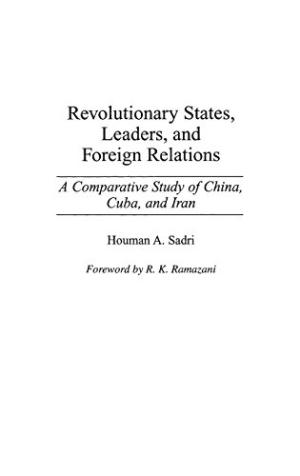 Revolutionary States,
Leaders, and
Foreign Relations
A Comparative Study of China,
Cuba, and Iran
Houman A. Sadri
Foreword by R. K. Ramazani